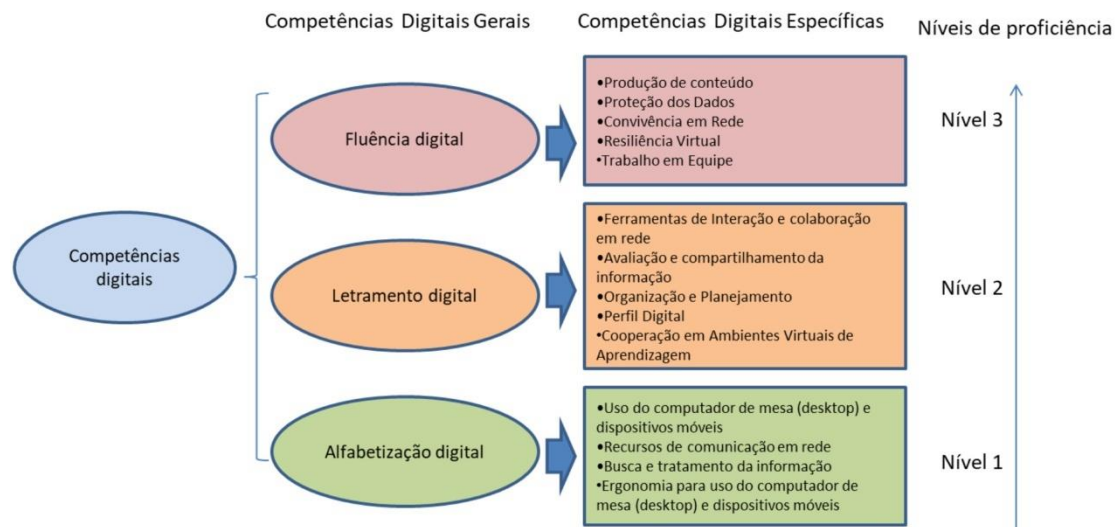 Competências Digitais Gerais
Competências Digitais Específicas
Níveis de proficiência
Competências
digitais
Fluência digital
•Produção de conteúdo
•Proteção dos Dados
•Convivência em Rede
•Resiliência Virtual
•Trabalho em Equipe
Nível 3
Letramento digital
•Ferramentas de Interação e colaboração
em rede
•Avaliação e compartilhamento da
informação
•Organização e Planejamento
•Perfil Digital
•Cooperação em Ambientes Virtuais de
Aprendizagem
Nível 2
Alfabetização digital
•Uso do computador de mesa (desktop) e
dispositivos móveis
•Recursos de comunicação em rede
•Busca e tratamento da informação
•Ergonomia para uso do computador de
mesa (desktop) e dispositivos móveis
Nível 1